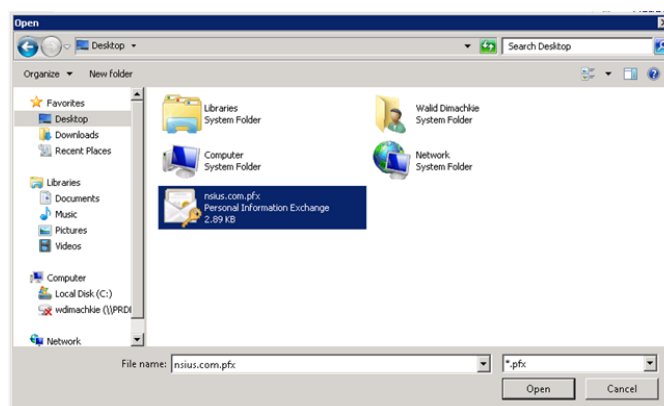 Open
Desktop
Search Desktop
Organize
New folder
Favorites
Desktop
Downloads
Recent Places
Libraries
Documents
Music
Pictures
Videos
Computer
Local Disk (C:)
wdimachkie (\\PRDI
Network
Libraries
System Folder
Walid Dimachkie
System Folder
Computer
System Folder
Network
System Folder
nsius.com.pfx
Personal Information Exchange
2.89 KB
File name: nsius.com.pfx
*.pfx
Open
Cancel